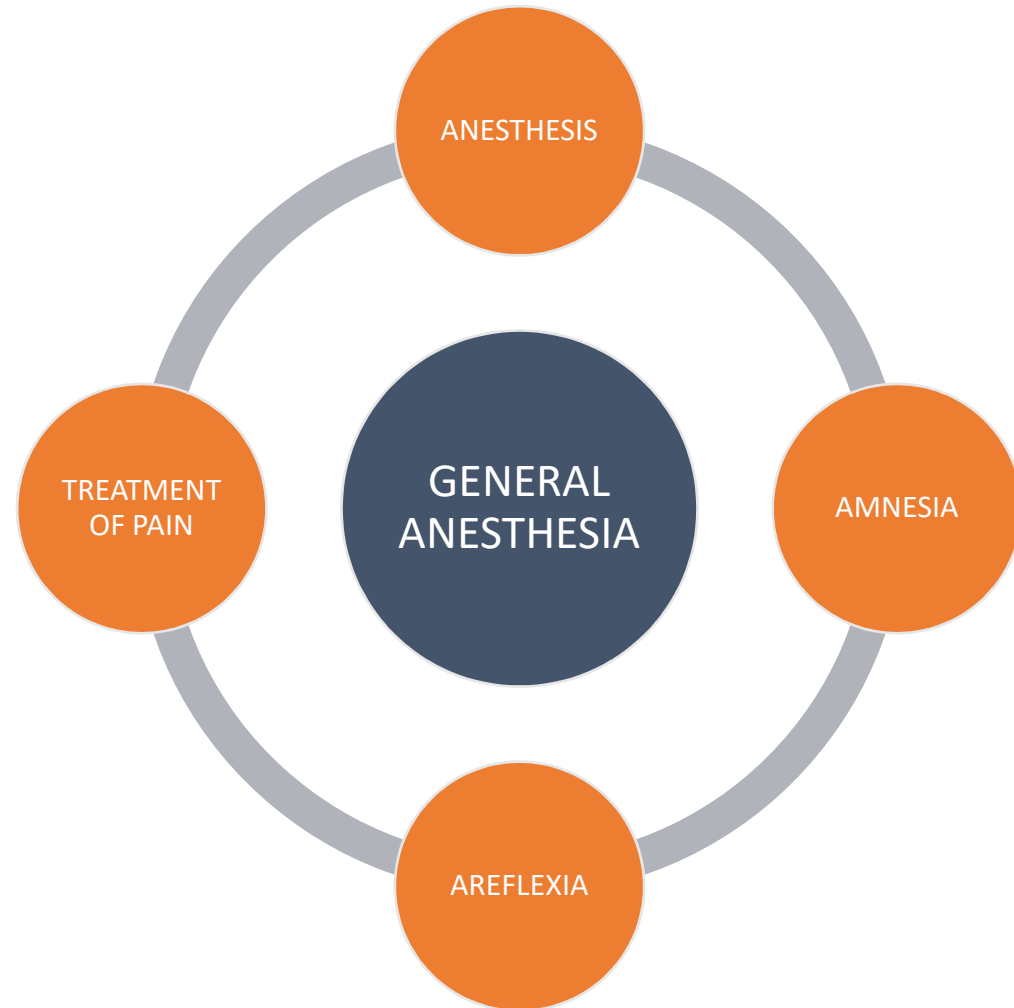 ANESTHESIS
TREATMENT
OF PAIN
GENERAL
ANESTHESIA
AMNESIA
AREFLEXIA